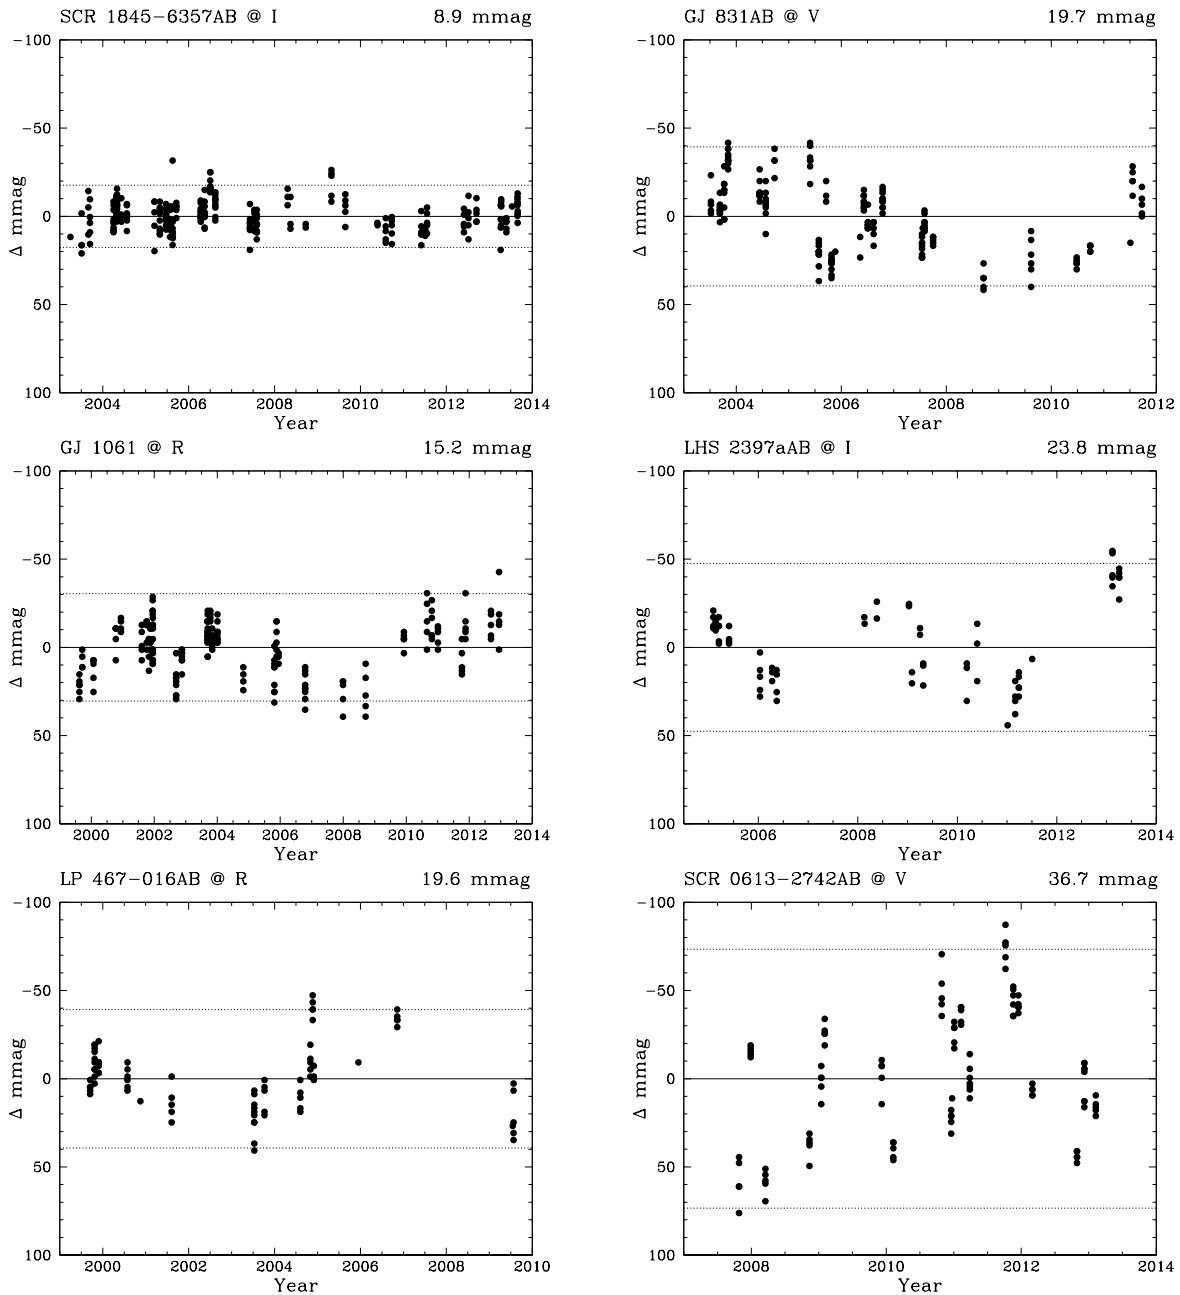 SCR 1845-6357AB @ I 8.9 mmag
-100
-50
0
50
100
Δ mmag
2004 2006 2008 2010 2012 2014
Year
GJ 831AB @ V 19.7 mmag
-100
-50
0
50
100
Δ mmag
2004 2006 2008 2010 2012
Year
GJ 1061 @ R 15.2 mmag
-100
-50
0
50
100
Δ mmag
2000 2002 2004 2006 2008 2010 2012 2014
Year
LHS 2397aAB @ I 23.8 mmag
-100
-50
0
50
100
Δ mmag
2006 2008 2010 2012 2014
Year
LP 467-016AB @ R 19.6 mmag
-100
-50
0
50
100
Δ mmag
2000 2002 2004 2006 2008 2010
Year
SCR 0613-2742AB @ V 36.7 mmag
-100
-50
0
50
100
Δ mmag
2008 2010 2012 2014
Year